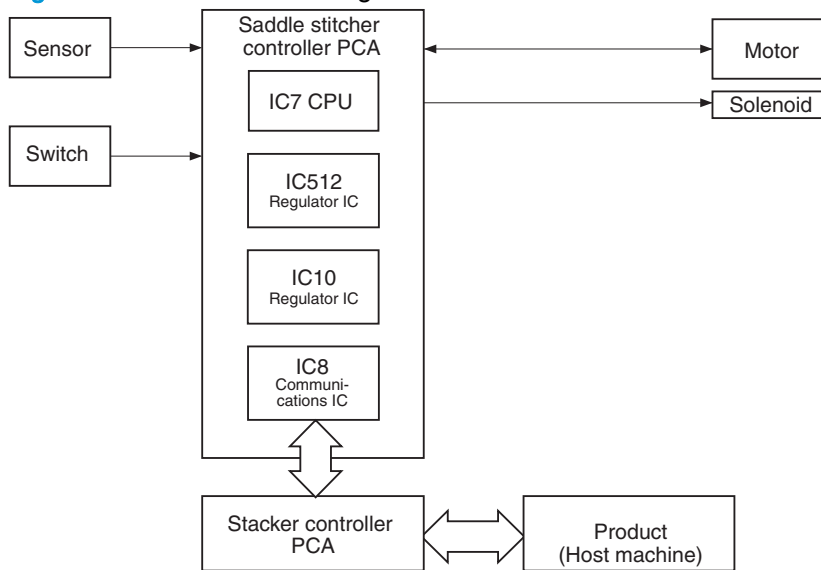 Sensor
Switch
Saddle stitcher
controller PCA
IC7 CPU
IC512
Regulator IC
IC10
Regulator IC
IC8
Communi-
cations IC
Motor
Solenoid
Stacker controller
PCA
Product
(Host machine)